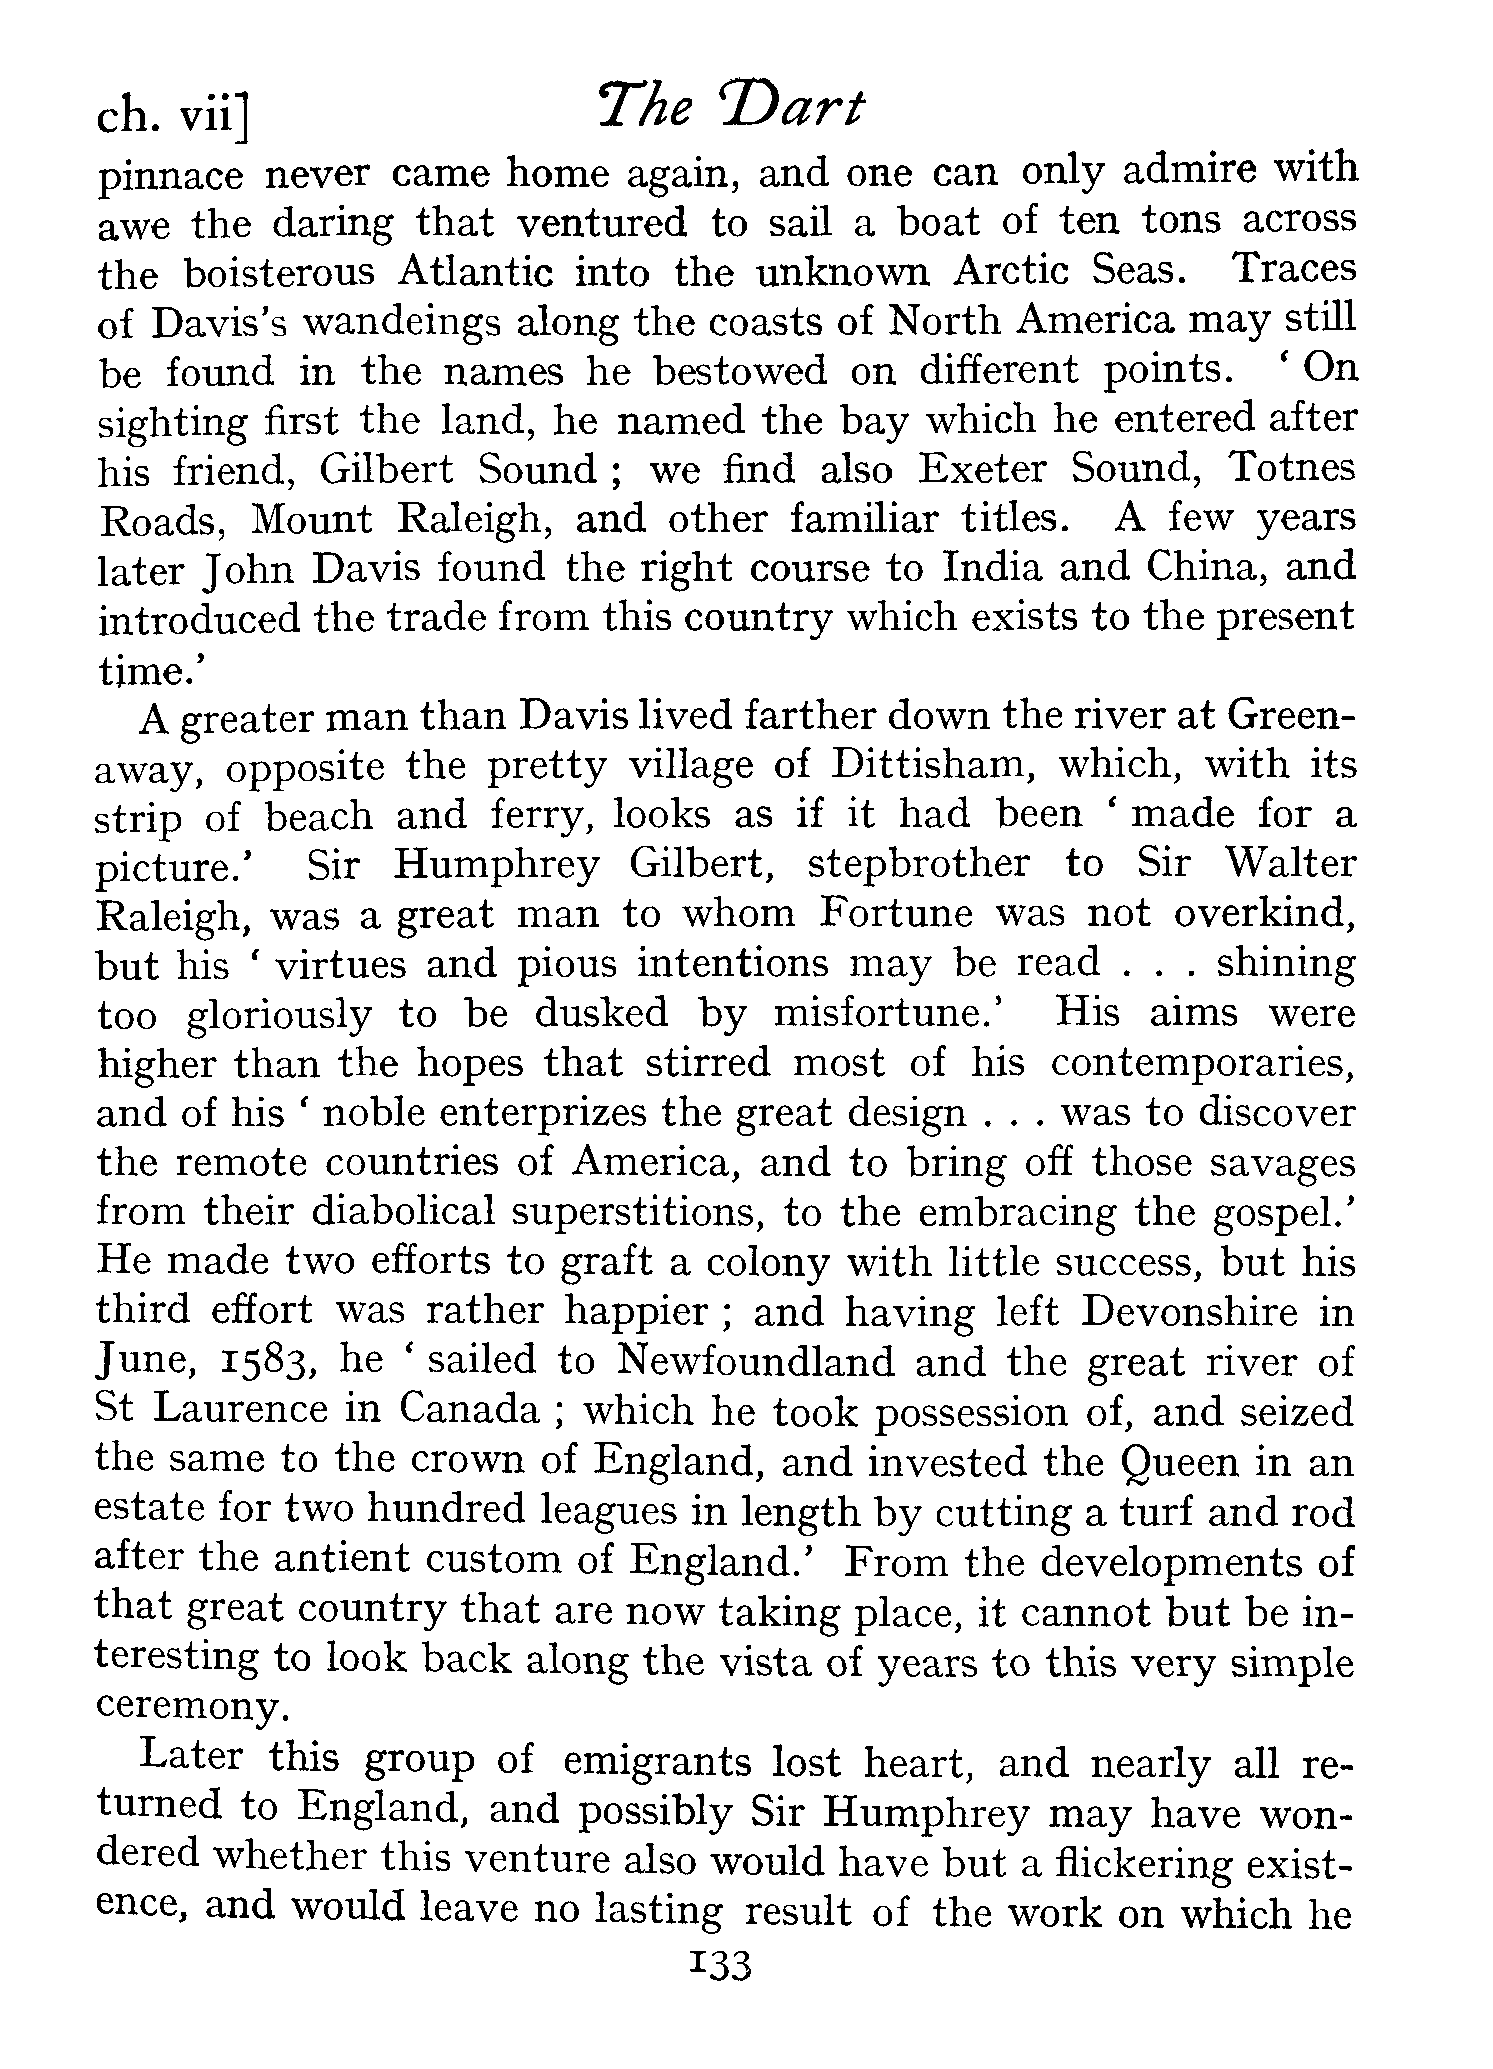 ch. vii] The Dart
pinnace never came home again, and one can only admire with
awe the daring that ventured to sail a boat of ten tons across
the boisterous Atlantic into the unknown Arctic Seas. Traces
of Davis's wandeings along the coasts of North America may still
be found in the names he bestowed on different points. ‘ On
sighting first the land, he named the bay which he entered after
his friend, Gilbert Sound ; we find also Exeter Sound, Totnes
Roads, Mount Raleigh, and other familiar titles. A few years
later John Davis found the right course to India and China, and
introduced the trade from this country which exists to the present
time.’
A greater man than Davis lived farther down the river at Green-
away, opposite the pretty village of Dittisham, which, with its
strip of beach and ferry, looks as if it had been ‘ made for a
picture.’ Sir Humphrey Gilbert, stepbrother to Sir Walter
Raleigh, was a great man to whom Fortune was not overkind,
but his ‘ virtues and pious intentions may be read . . . shining
too gloriously to be dusked by misfortune.’ His aims were
higher than the hopes that stirred most of his contemporaries,
and of his ‘ noble enterprizes the great design . . . was to discover
the remote countries of America, and to bring off those savages
from their diabolical superstitions, to the embracing the gospel.’
He made two efforts to graft a colony with little success, but his
third effort was rather happier ; and having left Devonshire in
June, 1583, he ‘ sailed to Newfoundland and the great river of
St Laurence in Canada ; which he took possession of, and seized
the same to the crown of England, and invested the Queen in an
estate for two hundred leagues in length by cutting a turf and rod
after the antient custom of England.’ From the developments of
that great country that are now taking place, it cannot but be in-
teresting to look back along the vista of years to this very simple
ceremony.
Later this group of emigrants lost heart, and nearly all re-
turned to England, and possibly Sir Humphrey may have won-
dered whether this venture also would have but a flickering exist-
ence, and would leave no lasting result of the work on which he
133